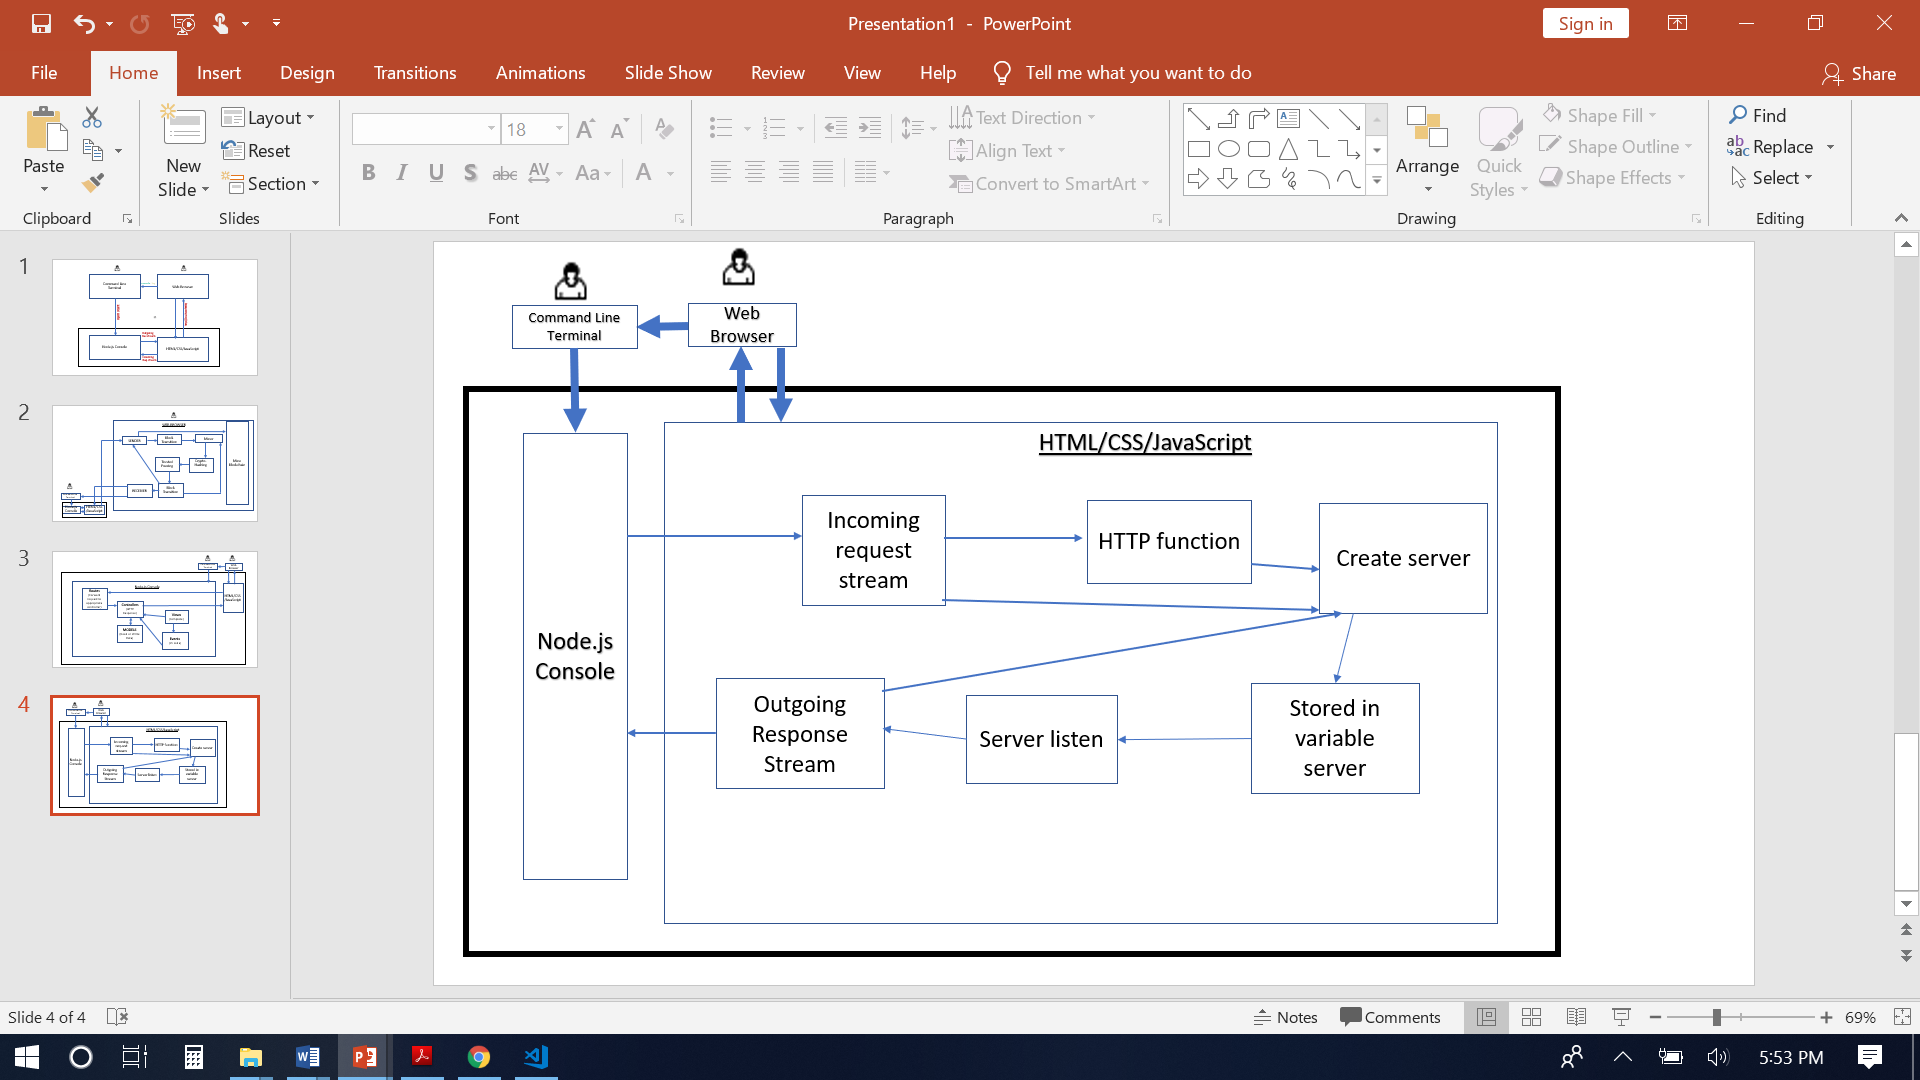 Presentation1 - PowerPoint
Sign in
File
Home
Insert
Design
Transitions
Animations
Slide Show
Review
View
Help
Tell me what you want to do
Share
Paste
Clipboard
New
Slide
Layout
Reset
Section
Slides
18
B I U S abc AV Aa A
Font
Text Direction
Align Text
Convert to SmartArt
Paragraph
Arrange
Quick
Styles
Shape Fill
Shape Outline
Shape Effects
Drawing
Find
Replace
Select
Editing
1
2
3
4
Command Line
Terminal
Web
Browser
HTML/CSS/JavaScript
Node.js
Console
Incoming
request
stream
HTTP function
Create server
Outgoing
Response
Stream
Server listen
Stored in
variable
server
Slide 4 of 4
Notes
Comments
69%
5:53 PM